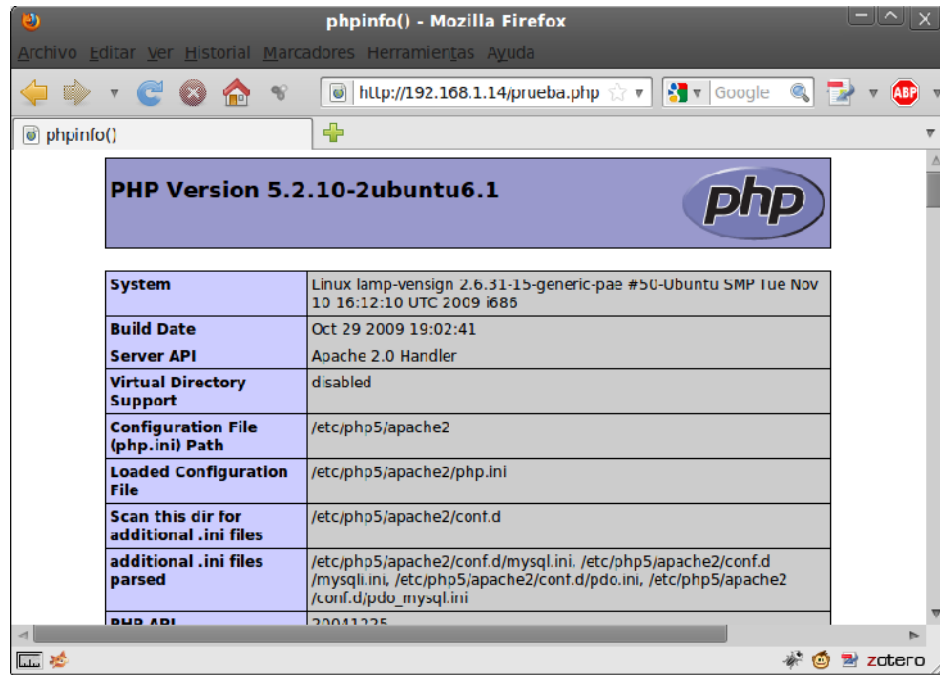 phpinfo() - Mozilla Firefox
Archivo Editar Ver Historial Marcadores Herramientas Ayuda
http://192.168.1.14/prueba.php
Google
ABP
phpinfo()
PHP Version 5.2.10-2ubuntu6.1
php
System
Linux lamp-vensign 2.6.31-15-generic-pae #50-Ubuntu SMP Tue Nov
10 16:12:10 UTC 2009 i686
Build Date
Oct 29 2009 19:02:41
Server API
Apache 2.0 Handler
Virtual Directory
Support
disabled
Configuration File
(php.ini) Path
/etc/php5/apache2
Loaded Configuration
File
/etc/php5/apache2/php.ini
Scan this dir for
additional .ini files
/etc/php5/apache2/conf.d
additional .ini files
parsed
/etc/php5/apache2/conf.d/mysql.ini, /etc/php5/apache2/conf.d
/mysqli.ini, /etc/php5/apache2/conf.d/pdo.ini, /etc/php5/apache2
/conf.d/pdo_mysql.ini
PHP API
20041225
zotero